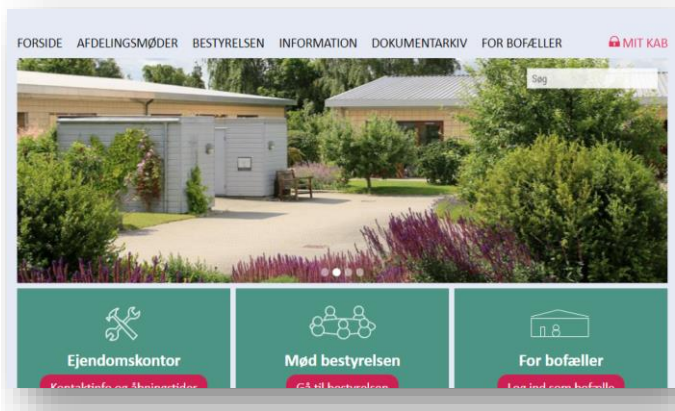 FORSIDE AFDELINGSMØDER BESTYRELSEN INFORMATION DOKUMENTARKIV FOR BOFÆLLER MIT KAB
Søg
Ejendomskontor Mød bestyrelsen For bofæller
Kontaktinfo og åbningstider Gå til bestyrelsen Log ind som bofælle